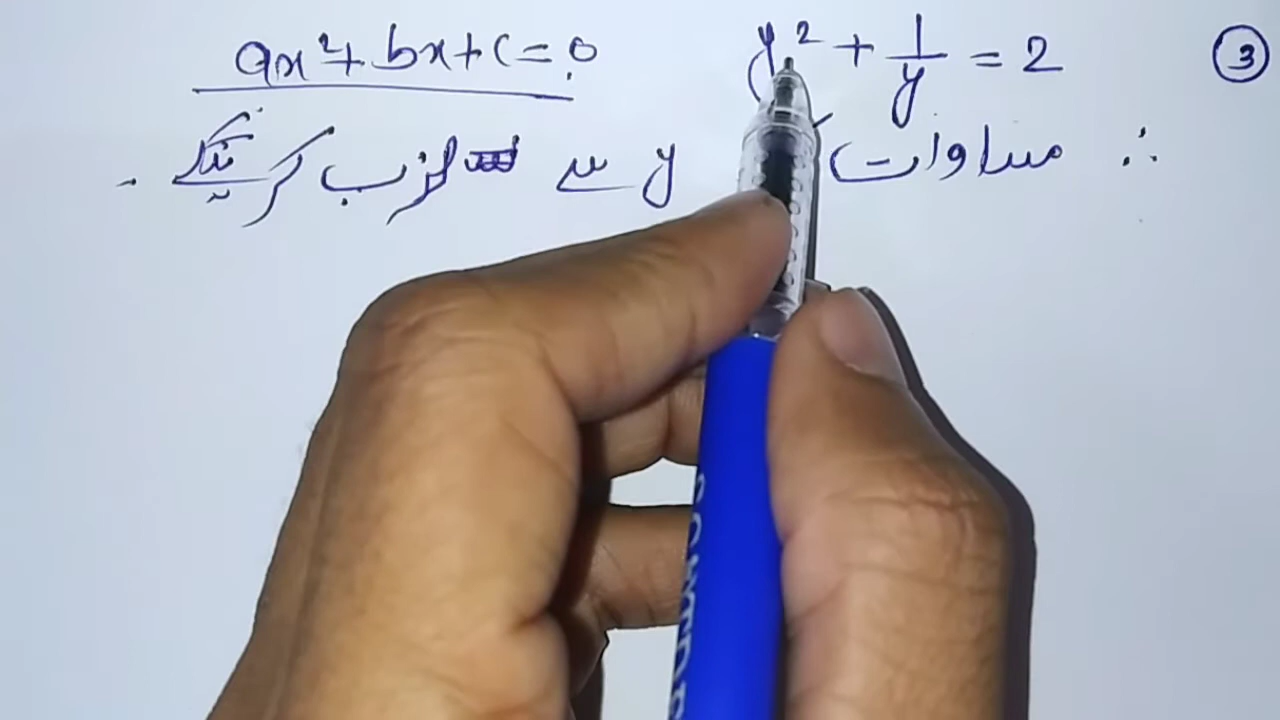 ③ y² + 1/y = 2 ax² + bx + c = 0
∴ مساوات y سے ضرب کرینگے .